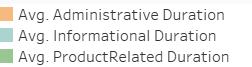 Avg. Administrative Duration
Avg. Informational Duration
Avg. ProductRelated Duration